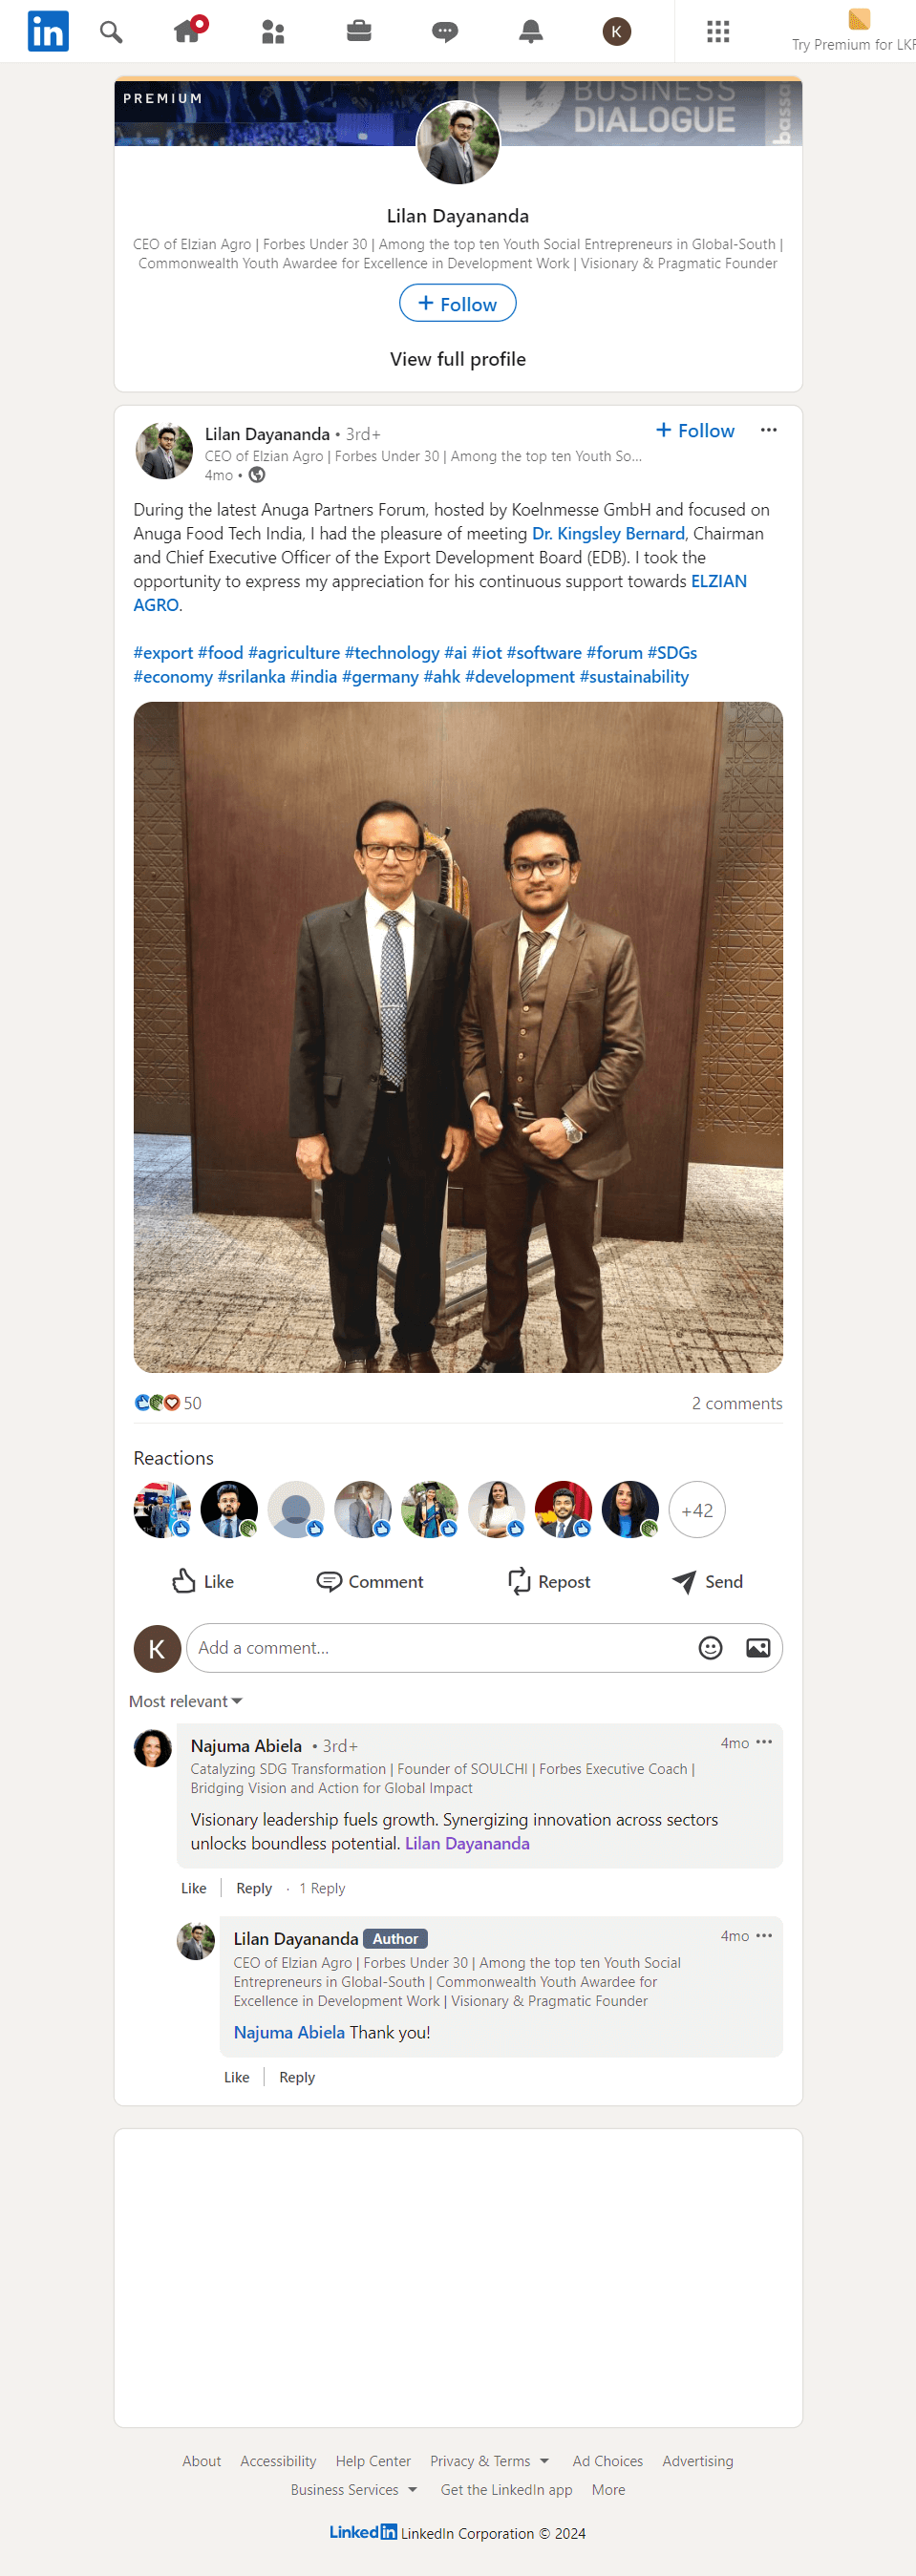 in
K
Try Premium for LKR
PREMIUM
BUSINESS
DIALOGUE
bassa
Lilan Dayananda
CEO of Elzian Agro | Forbes Under 30 | Among the top ten Youth Social Entrepreneurs in Global-South |
Commonwealth Youth Awardee for Excellence in Development Work | Visionary & Pragmatic Founder
+ Follow
View full profile
Lilan Dayananda • 3rd+
+ Follow
CEO of Elzian Agro | Forbes Under 30 | Among the top ten Youth So...
4mo •
During the latest Anuga Partners Forum, hosted by Koelnmesse GmbH and focused on
Anuga Food Tech India, I had the pleasure of meeting Dr. Kingsley Bernard, Chairman
and Chief Executive Officer of the Export Development Board (EDB). I took the
opportunity to express my appreciation for his continuous support towards ELZIAN
AGRO.
#export #food #agriculture #technology #ai #iot #software #forum #SDGs
#economy #srilanka #india #germany #ahk #development #sustainability
50
2 comments
Reactions
+42
Like
Comment
Repost
Send
K
Add a comment...
Most relevant
Najuma Abiela • 3rd+
4mo
Catalyzing SDG Transformation | Founder of SOULCHI | Forbes Executive Coach |
Bridging Vision and Action for Global Impact
Visionary leadership fuels growth. Synergizing innovation across sectors
unlocks boundless potential. Lilan Dayananda
Like | Reply · 1 Reply
Lilan Dayananda Author
4mo
CEO of Elzian Agro | Forbes Under 30 | Among the top ten Youth Social
Entrepreneurs in Global-South | Commonwealth Youth Awardee for
Excellence in Development Work | Visionary & Pragmatic Founder
Najuma Abiela Thank you!
Like | Reply
About Accessibility Help Center Privacy & Terms Ad Choices Advertising
Business Services Get the LinkedIn app More
LinkedIn LinkedIn Corporation © 2024